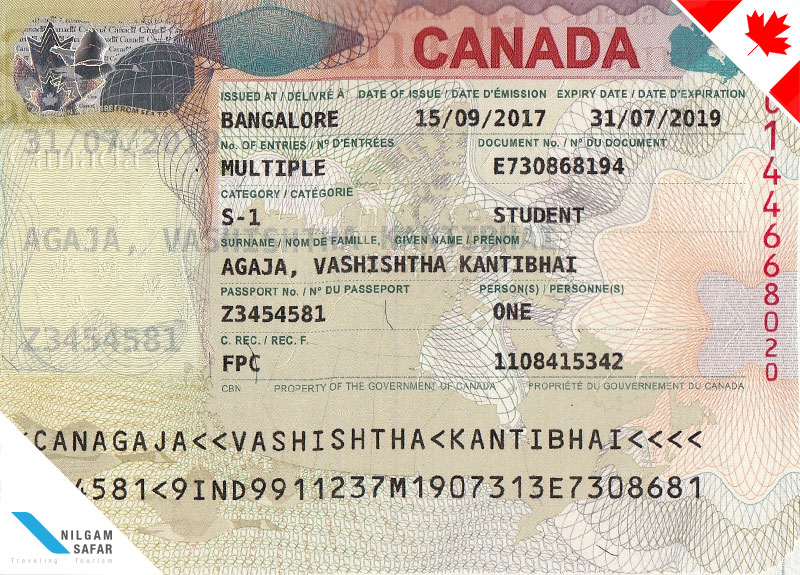 CANADA
ISSUED AT / DÉLIVRÉ À DATE OF ISSUE / DATE D'ÉMISSION EXPIRY DATE / DATE D'EXPIRATION
BANGALORE 15/09/2017 31/07/2019
No. OF ENTRIES / Nº D'ENTRÉES DOCUMENT No. / Nº DU DOCUMENT
MULTIPLE E730868194
CATEGORY / CATÉGORIE
S-1 STUDENT
SURNAME / NOM DE FAMILLE, GIVEN NAME / PRÉNOM
AGAJA, VASHISHTHA KANTIBHAI
PASSPORT No. / Nº DU PASSEPORT PERSON(S) / PERSONNE(S)
Z3454581 ONE
C. REC. / REC. F.
FPC 1108415342
CBN PROPERTY OF THE GOVERNMENT OF CANADA PROPRIÉTÉ DU GOUVERNEMENT DU CANADA
31/07/201
AGAJA, VASHISHTHA KANTIBHAI
Z3454581
<CANAGAJA<<VASHISHTHA<KANTIBHAI<<<<
4581<9IND9911237M1907313E7308681
014468020
NILGAM
SAFAR
Traveling . Tourism